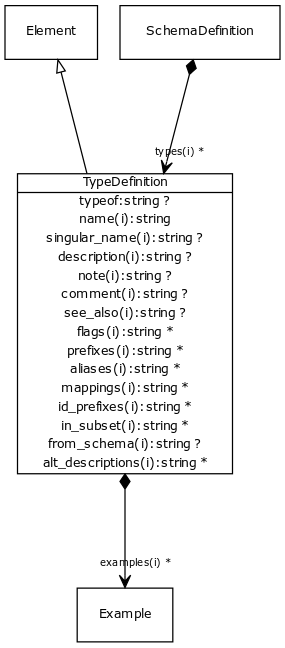 Element
SchemaDefinition
types(i) *
TypeDefinition
typeof:string ?
name(i):string
singular_name(i):string ?
description(i):string ?
note(i):string ?
comment(i):string ?
see_also(i):string ?
flags(i):string *
prefixes(i):string *
aliases(i):string *
mappings(i):string *
id_prefixes(i):string *
in_subset(i):string *
from_schema(i):string ?
alt_descriptions(i):string *
examples(i) *
Example